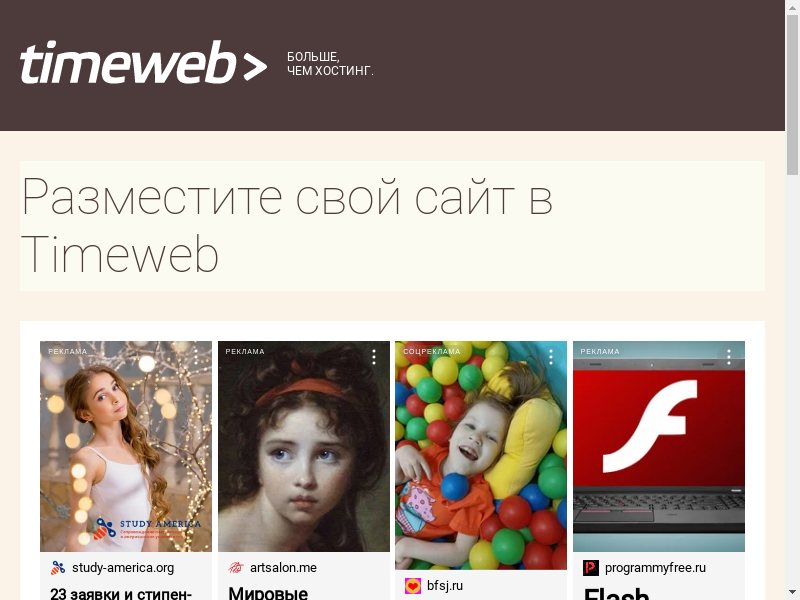 timeweb>
БОЛЬШЕ,
ЧЕМ ХОСТИНГ.
Разместите свой сайт в
Timeweb
РЕКЛАМА
РЕКЛАМА
СОЦРЕКЛАМА
РЕКЛАМА
STUDY AMERICA
study-america.org
artsalon.me
bfsj.ru
programmyfree.ru
23 заявки и стипен-
Мировые
Flash